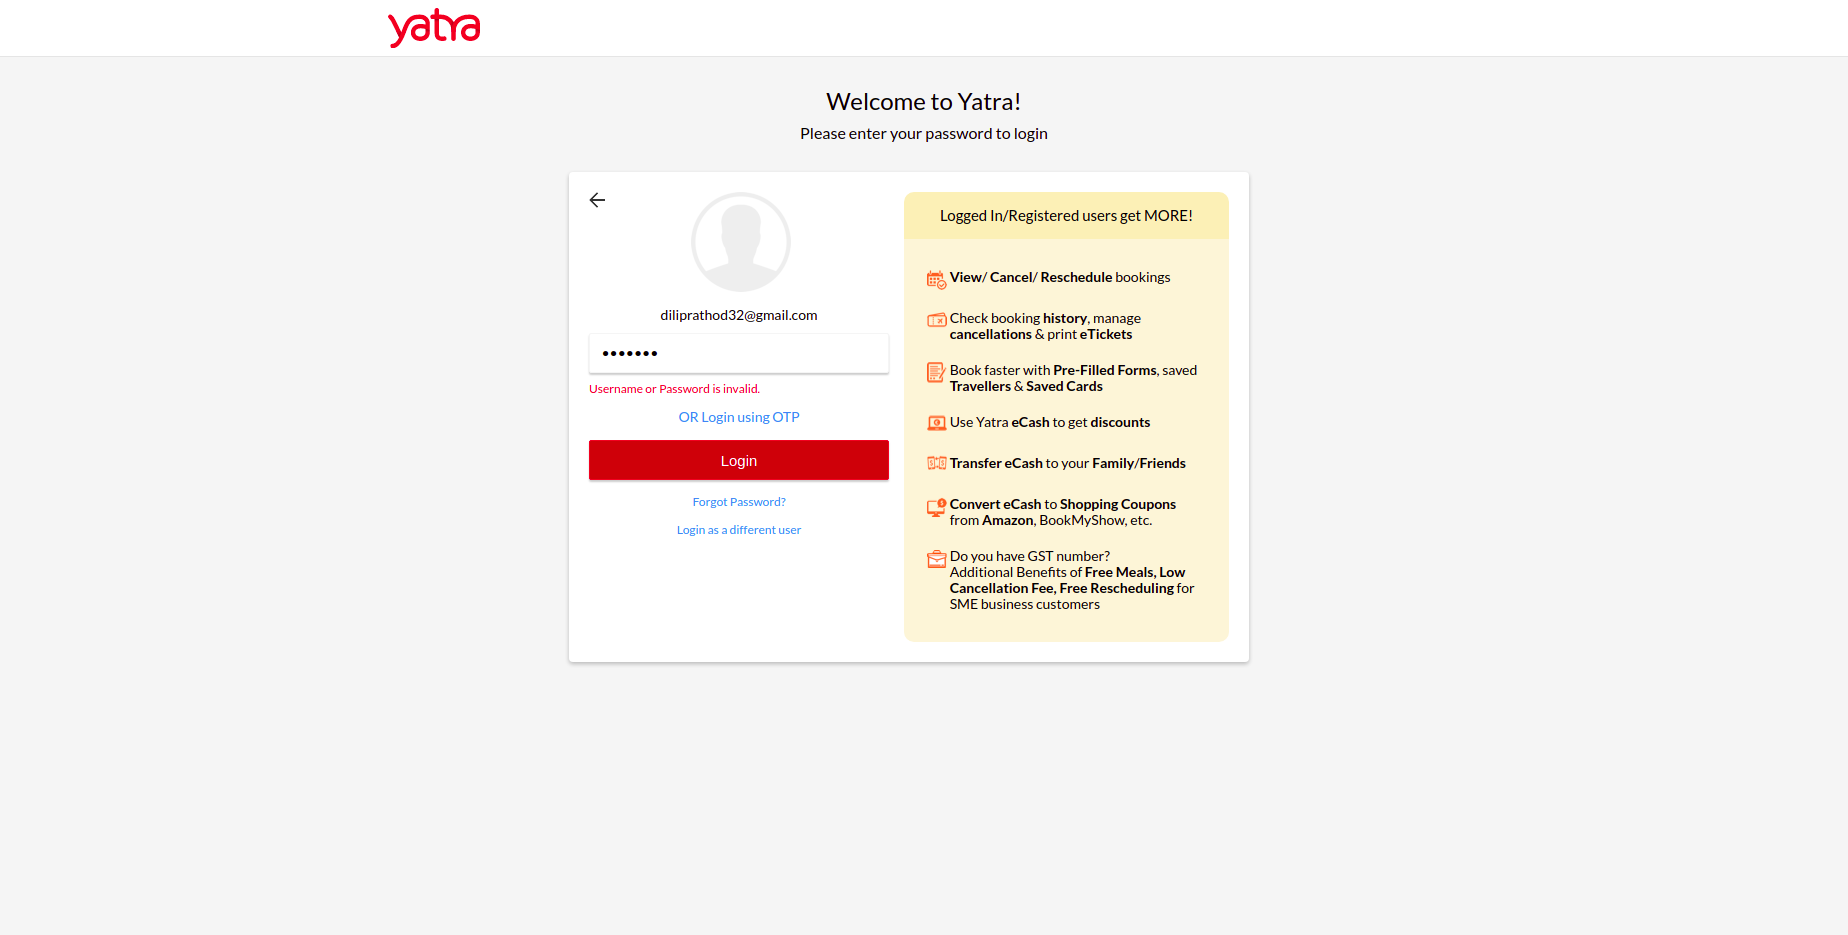 yatra
Welcome to Yatra!
Please enter your password to login
diliprathod32@gmail.com
•••••••
Username or Password is invalid.
OR Login using OTP
Login
Forgot Password?
Login as a different user
Logged In/Registered users get MORE!
View/ Cancel/ Reschedule bookings
Check booking history, manage
cancellations & print eTickets
Book faster with Pre-Filled Forms, saved
Travellers & Saved Cards
Use Yatra eCash to get discounts
Transfer eCash to your Family/Friends
Convert eCash to Shopping Coupons
from Amazon, BookMyShow, etc.
Do you have GST number?
Additional Benefits of Free Meals, Low
Cancellation Fee, Free Rescheduling for
SME business customers